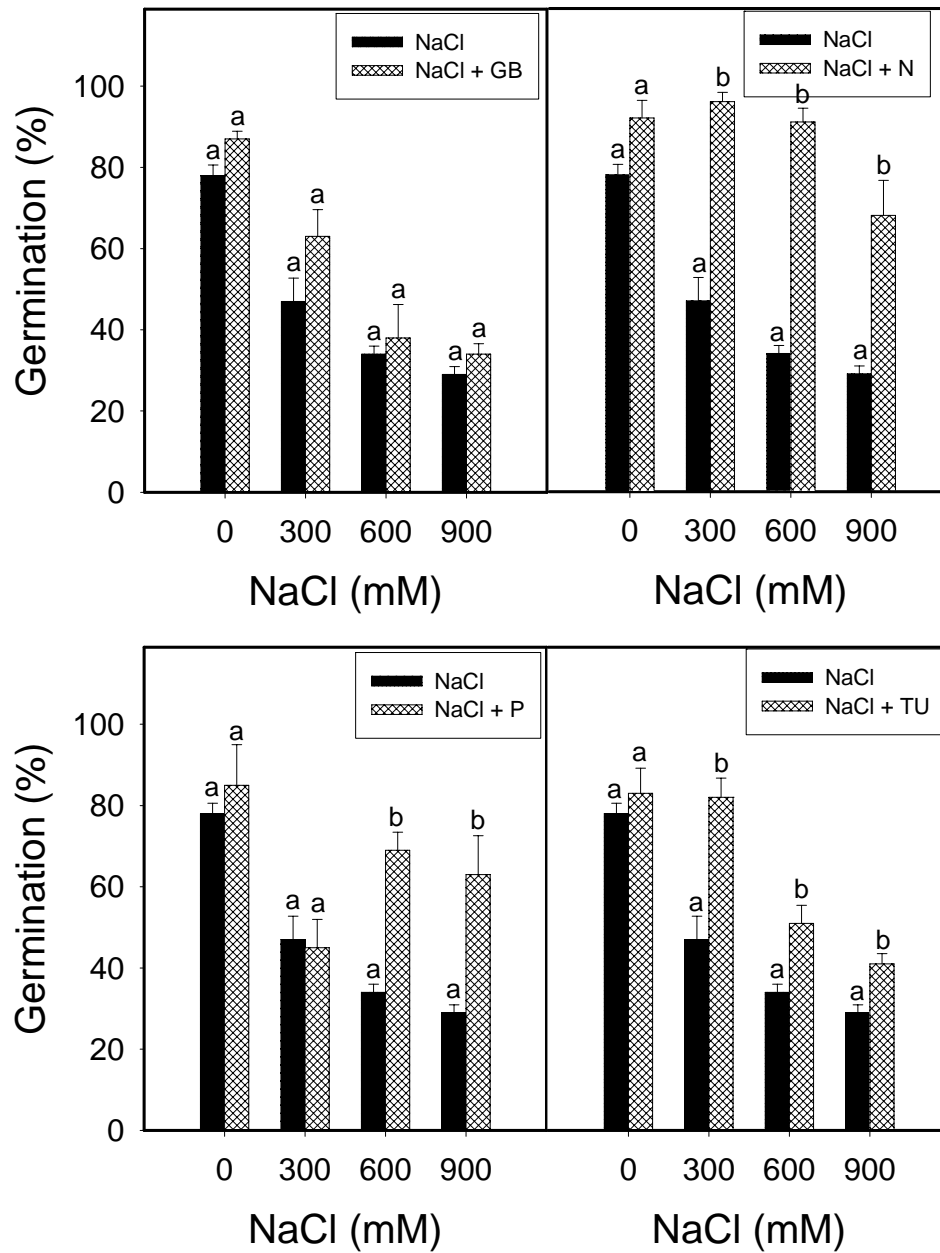 NaCl
NaCl + GB
Germination (%)
100
80
60
40
20
0
a a
a a
a a
a a
0 300 600 900
NaCl (mM)
NaCl
NaCl + N
a a
a b
a b
a b
0 300 600 900
NaCl (mM)
NaCl
NaCl + P
Germination (%)
100
80
60
40
20
0
a a
a a
a b
a b
0 300 600 900
NaCl (mM)
NaCl
NaCl + TU
a a
a b
a b
a b
0 300 600 900
NaCl (mM)